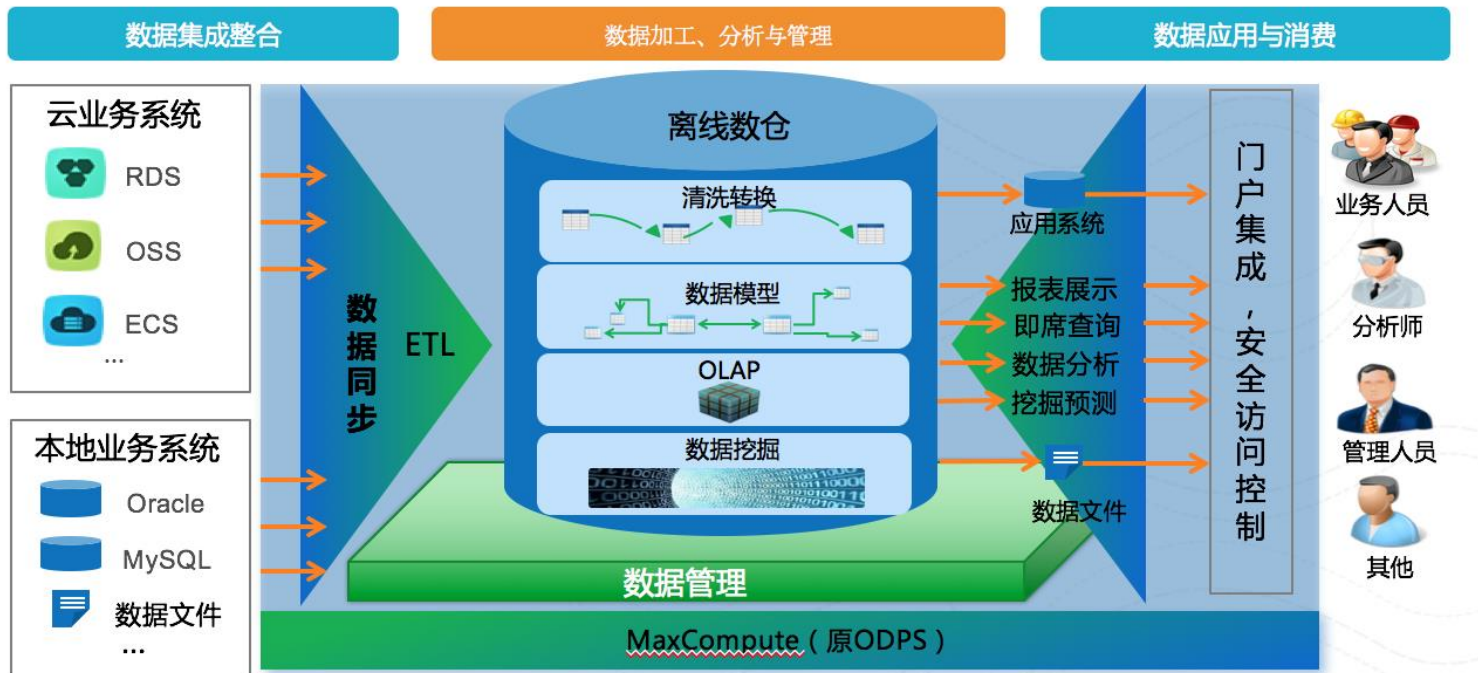 数据集成整合
数据加工、分析与管理
数据应用与消费
云业务系统
RDS
OSS
ECS
...
本地业务系统
Oracle
MySQL
数据文件
...
数据同步
ETL
离线数仓
清洗转换
数据模型
OLAP
数据挖掘
数据管理
MaxCompute（原ODPS）
应用系统
报表展示
即席查询
数据分析
挖掘预测
数据文件
门户集成，安全访问控制
业务人员
分析师
管理人员
其他